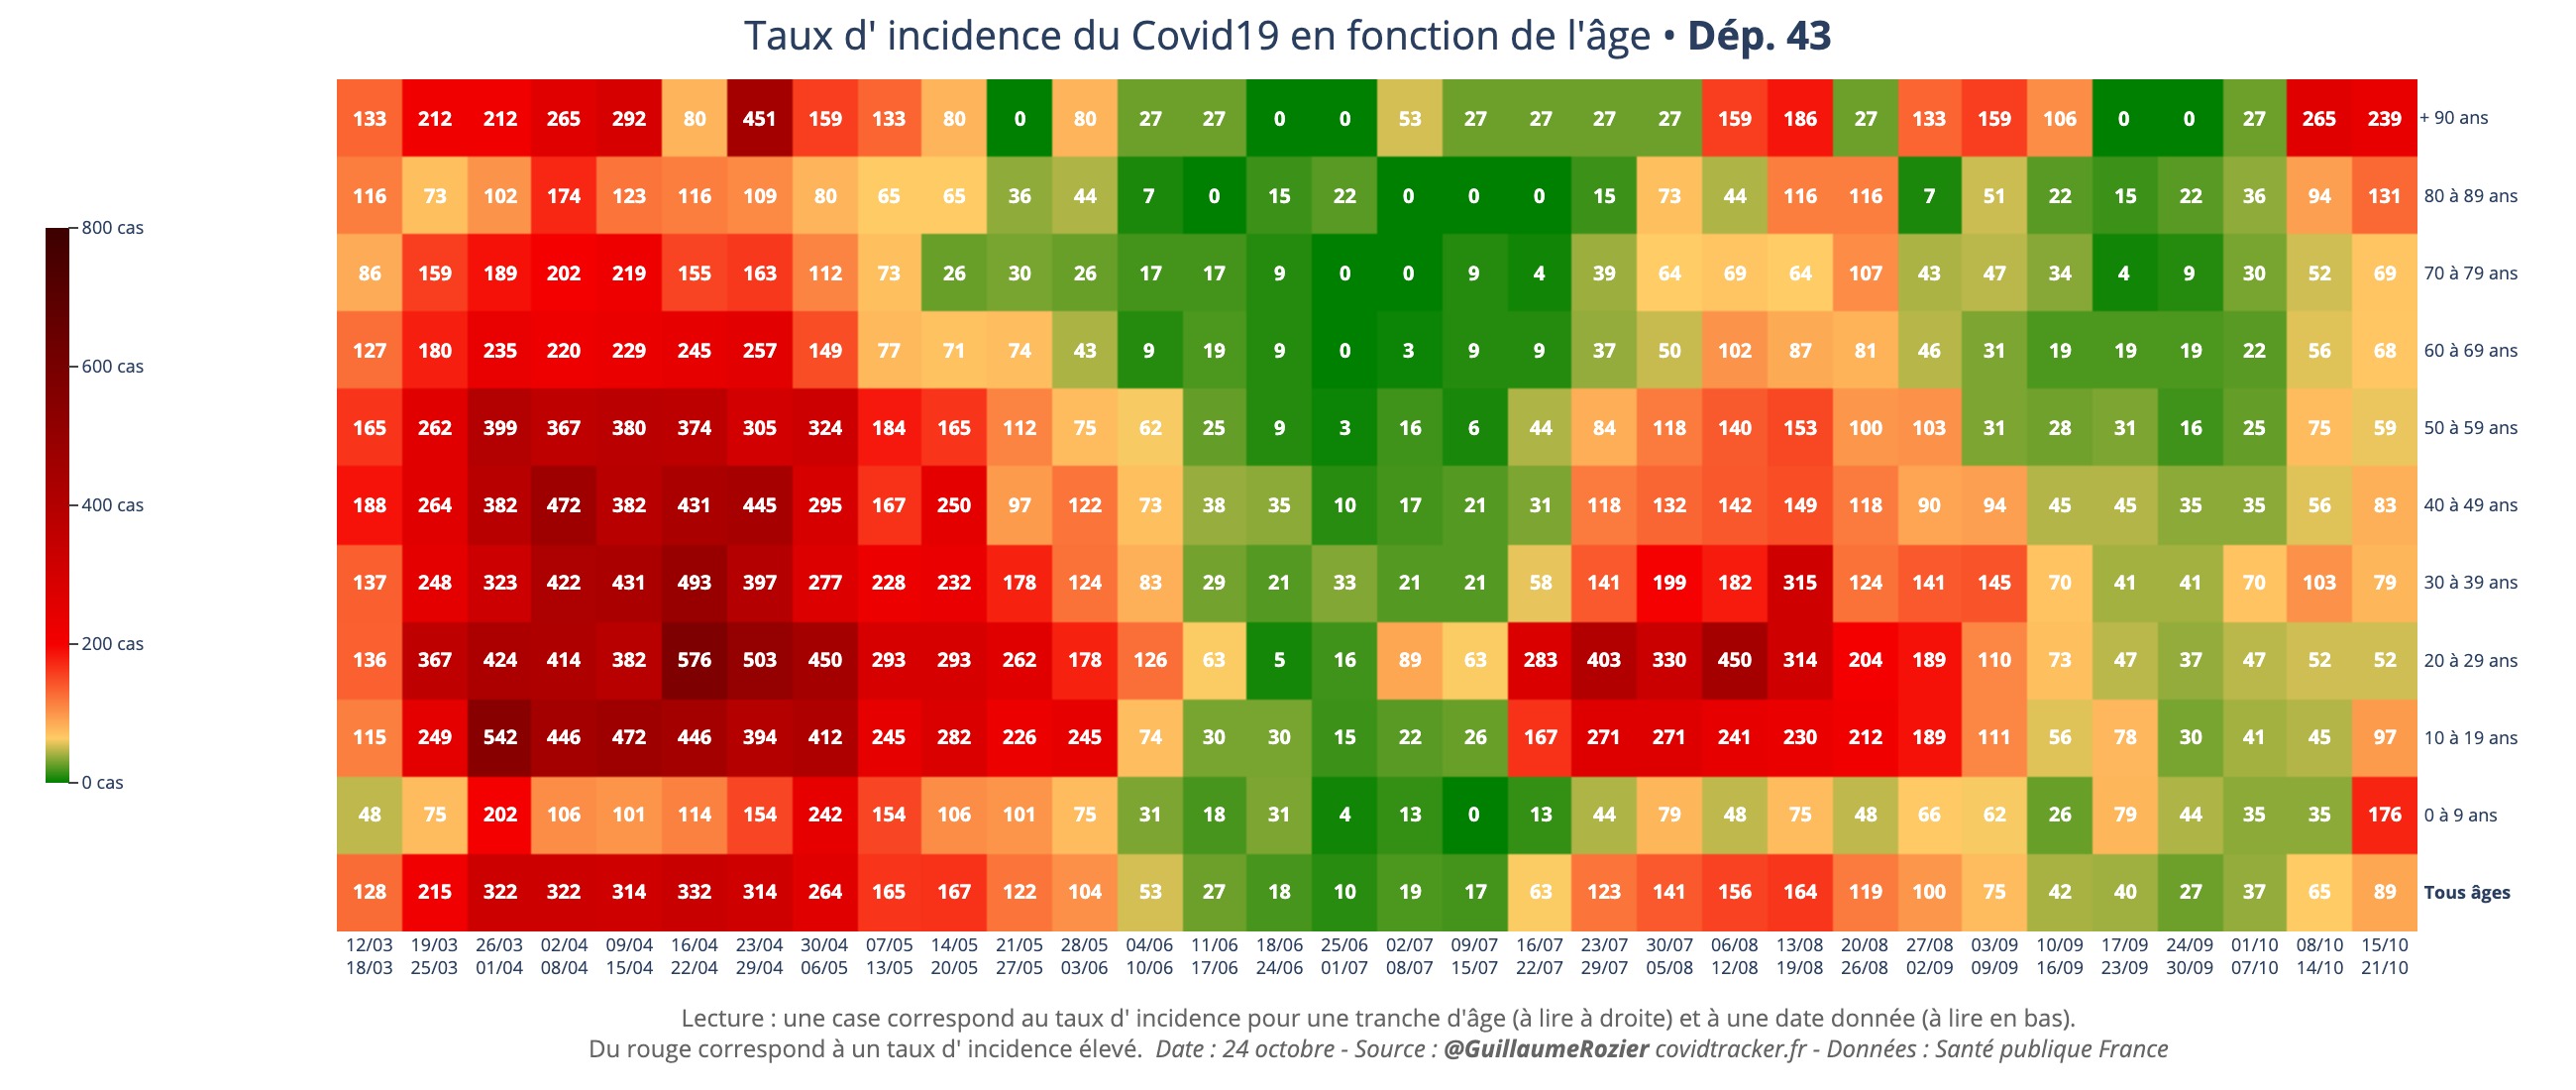 Taux d' incidence du Covid19 en fonction de l'âge • Dép. 43
133 212 212 265 292 80 451 159 133 80 0 80 27 27 0 0 53 27 27 27 27 159 186 27 133 159 106 0 0 27 265 239 + 90 ans
116 73 102 174 123 116 109 80 65 65 36 44 7 0 15 22 0 0 0 15 73 44 116 116 7 51 22 15 22 36 94 131 80 à 89 ans
800 cas
86 159 189 202 219 155 163 112 73 26 30 26 17 17 9 0 0 9 4 39 64 69 64 107 43 47 34 4 9 30 52 69 70 à 79 ans
127 180 235 220 229 245 257 149 77 71 74 43 9 19 9 0 3 9 9 37 50 102 87 81 46 31 19 19 19 22 56 68 60 à 69 ans
600 cas
165 262 399 367 380 374 305 324 184 165 112 75 62 25 9 3 16 6 44 84 118 140 153 100 103 31 28 31 16 25 75 59 50 à 59 ans
400 cas
188 264 382 472 382 431 445 295 167 250 97 122 73 38 35 10 17 21 31 118 132 142 149 118 90 94 45 45 35 35 56 83 40 à 49 ans
137 248 323 422 431 493 397 277 228 232 178 124 83 29 21 33 21 21 58 141 199 182 315 124 141 145 70 41 41 70 103 79 30 à 39 ans
200 cas
136 367 424 414 382 576 503 450 293 293 262 178 126 63 5 16 89 63 283 403 330 450 314 204 189 110 73 47 37 47 52 52 20 à 29 ans
115 249 542 446 472 446 394 412 245 282 226 245 74 30 30 15 22 26 167 271 271 241 230 212 189 111 56 78 30 41 45 97 10 à 19 ans
0 cas
48 75 202 106 101 114 154 242 154 106 101 75 31 18 31 4 13 0 13 44 79 48 75 48 66 62 26 79 44 35 35 176 0 à 9 ans
128 215 322 322 314 332 314 264 165 167 122 104 53 27 18 10 19 17 63 123 141 156 164 119 100 75 42 40 27 37 65 89 Tous âges
12/03 19/03 26/03 02/04 09/04 16/04 23/04 30/04 07/05 14/05 21/05 28/05 04/06 11/06 18/06 25/06 02/07 09/07 16/07 23/07 30/07 06/08 13/08 20/08 27/08 03/09 10/09 17/09 24/09 01/10 08/10 15/10
18/03 25/03 01/04 08/04 15/04 22/04 29/04 06/05 13/05 20/05 27/05 03/06 10/06 17/06 24/06 01/07 08/07 15/07 22/07 29/07 05/08 12/08 19/08 26/08 02/09 09/09 16/09 23/09 30/09 07/10 14/10 21/10
Lecture : une case correspond au taux d' incidence pour une tranche d'âge (à lire à droite) et à une date donnée (à lire en bas).
Du rouge correspond à un taux d' incidence élevé. Date : 24 octobre - Source : @GuillaumeRozier covidtracker.fr - Données : Santé publique France